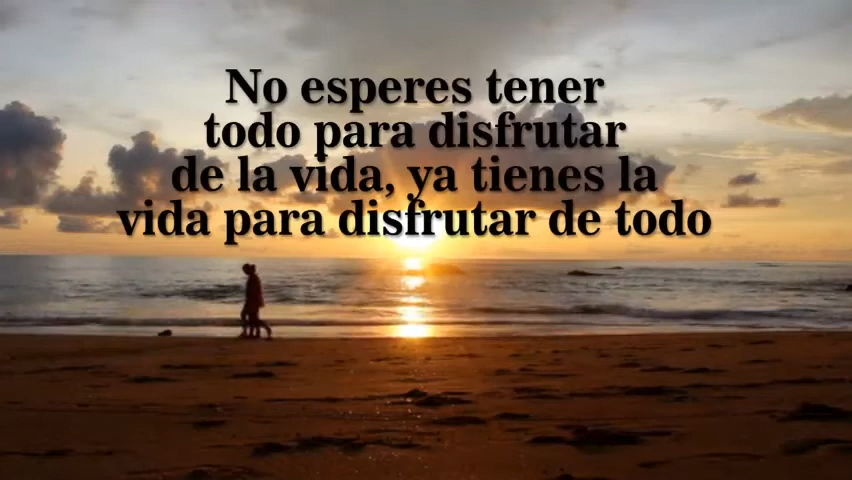 No esperes tener
todo para disfrutar
de la vida, ya tienes la
vida para disfrutar de todo